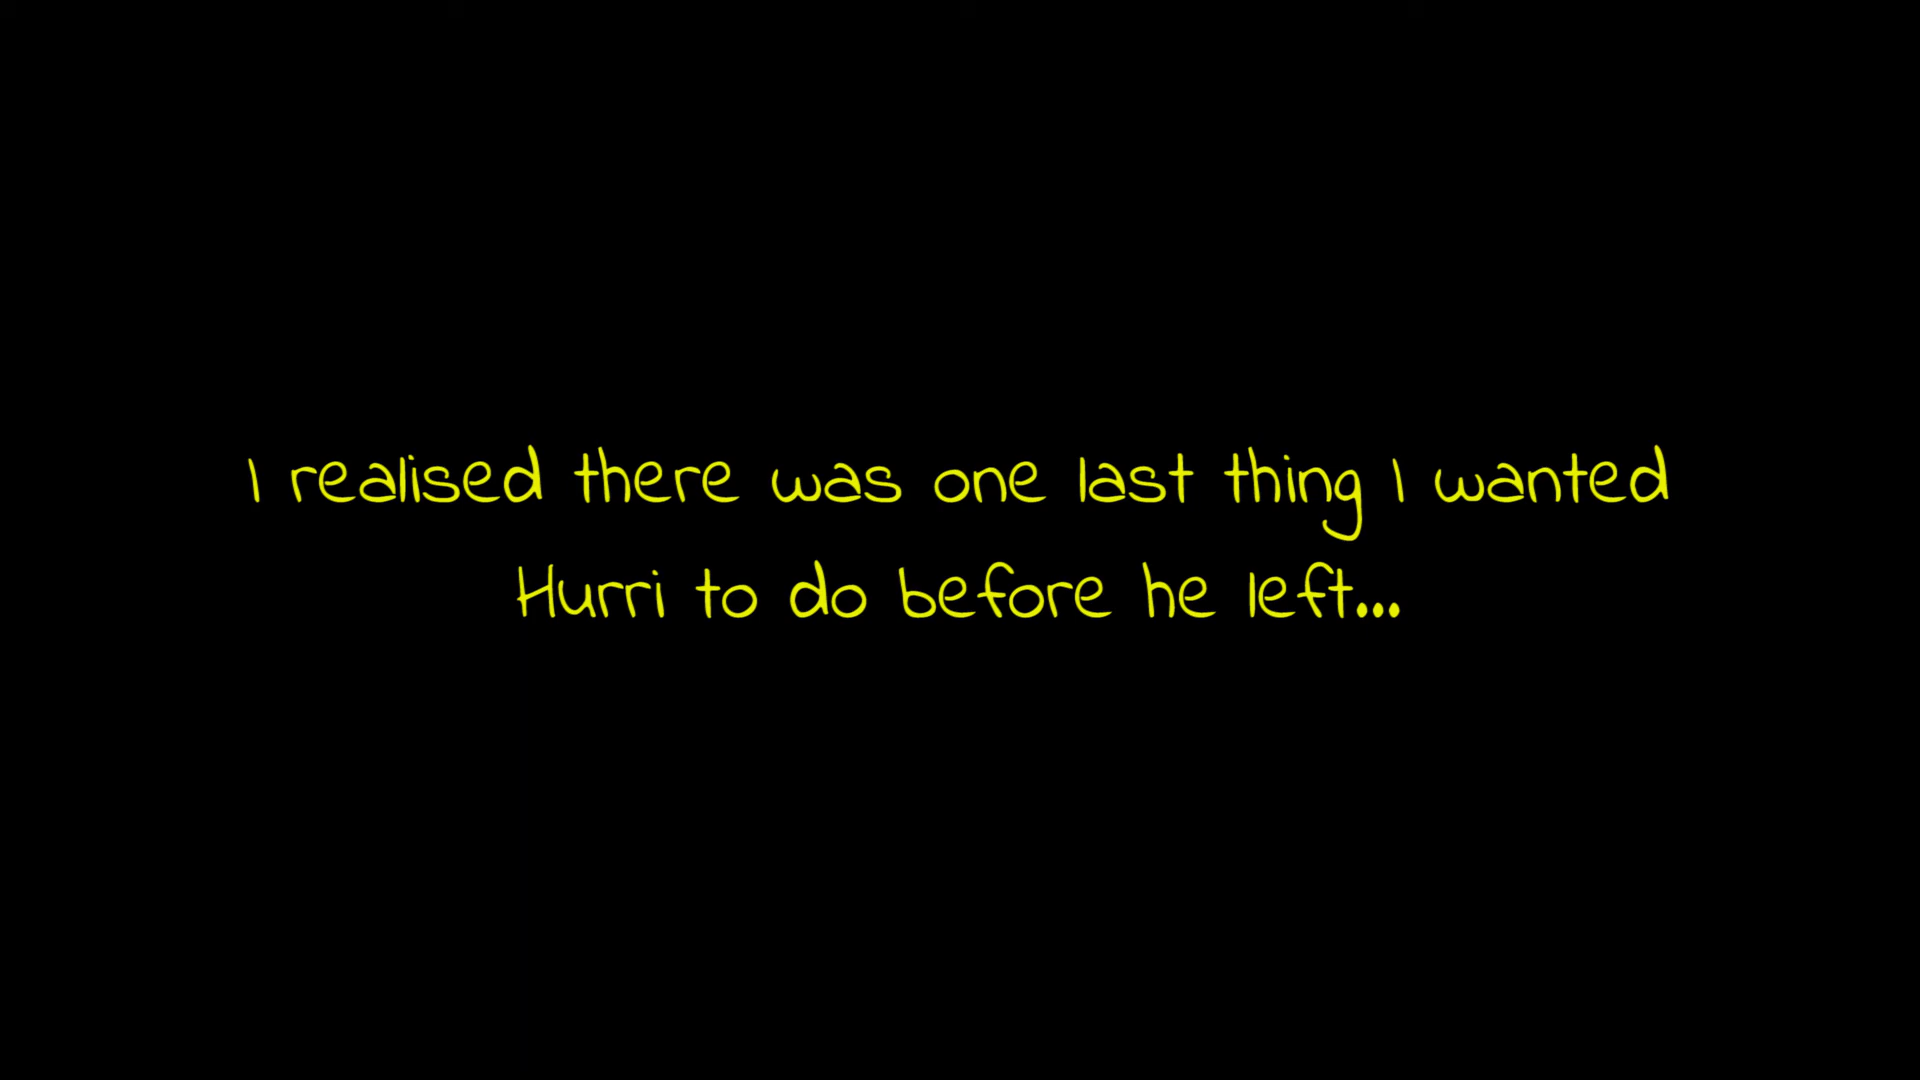 I realised there was one last thing I wanted
Hurri to do before he left...